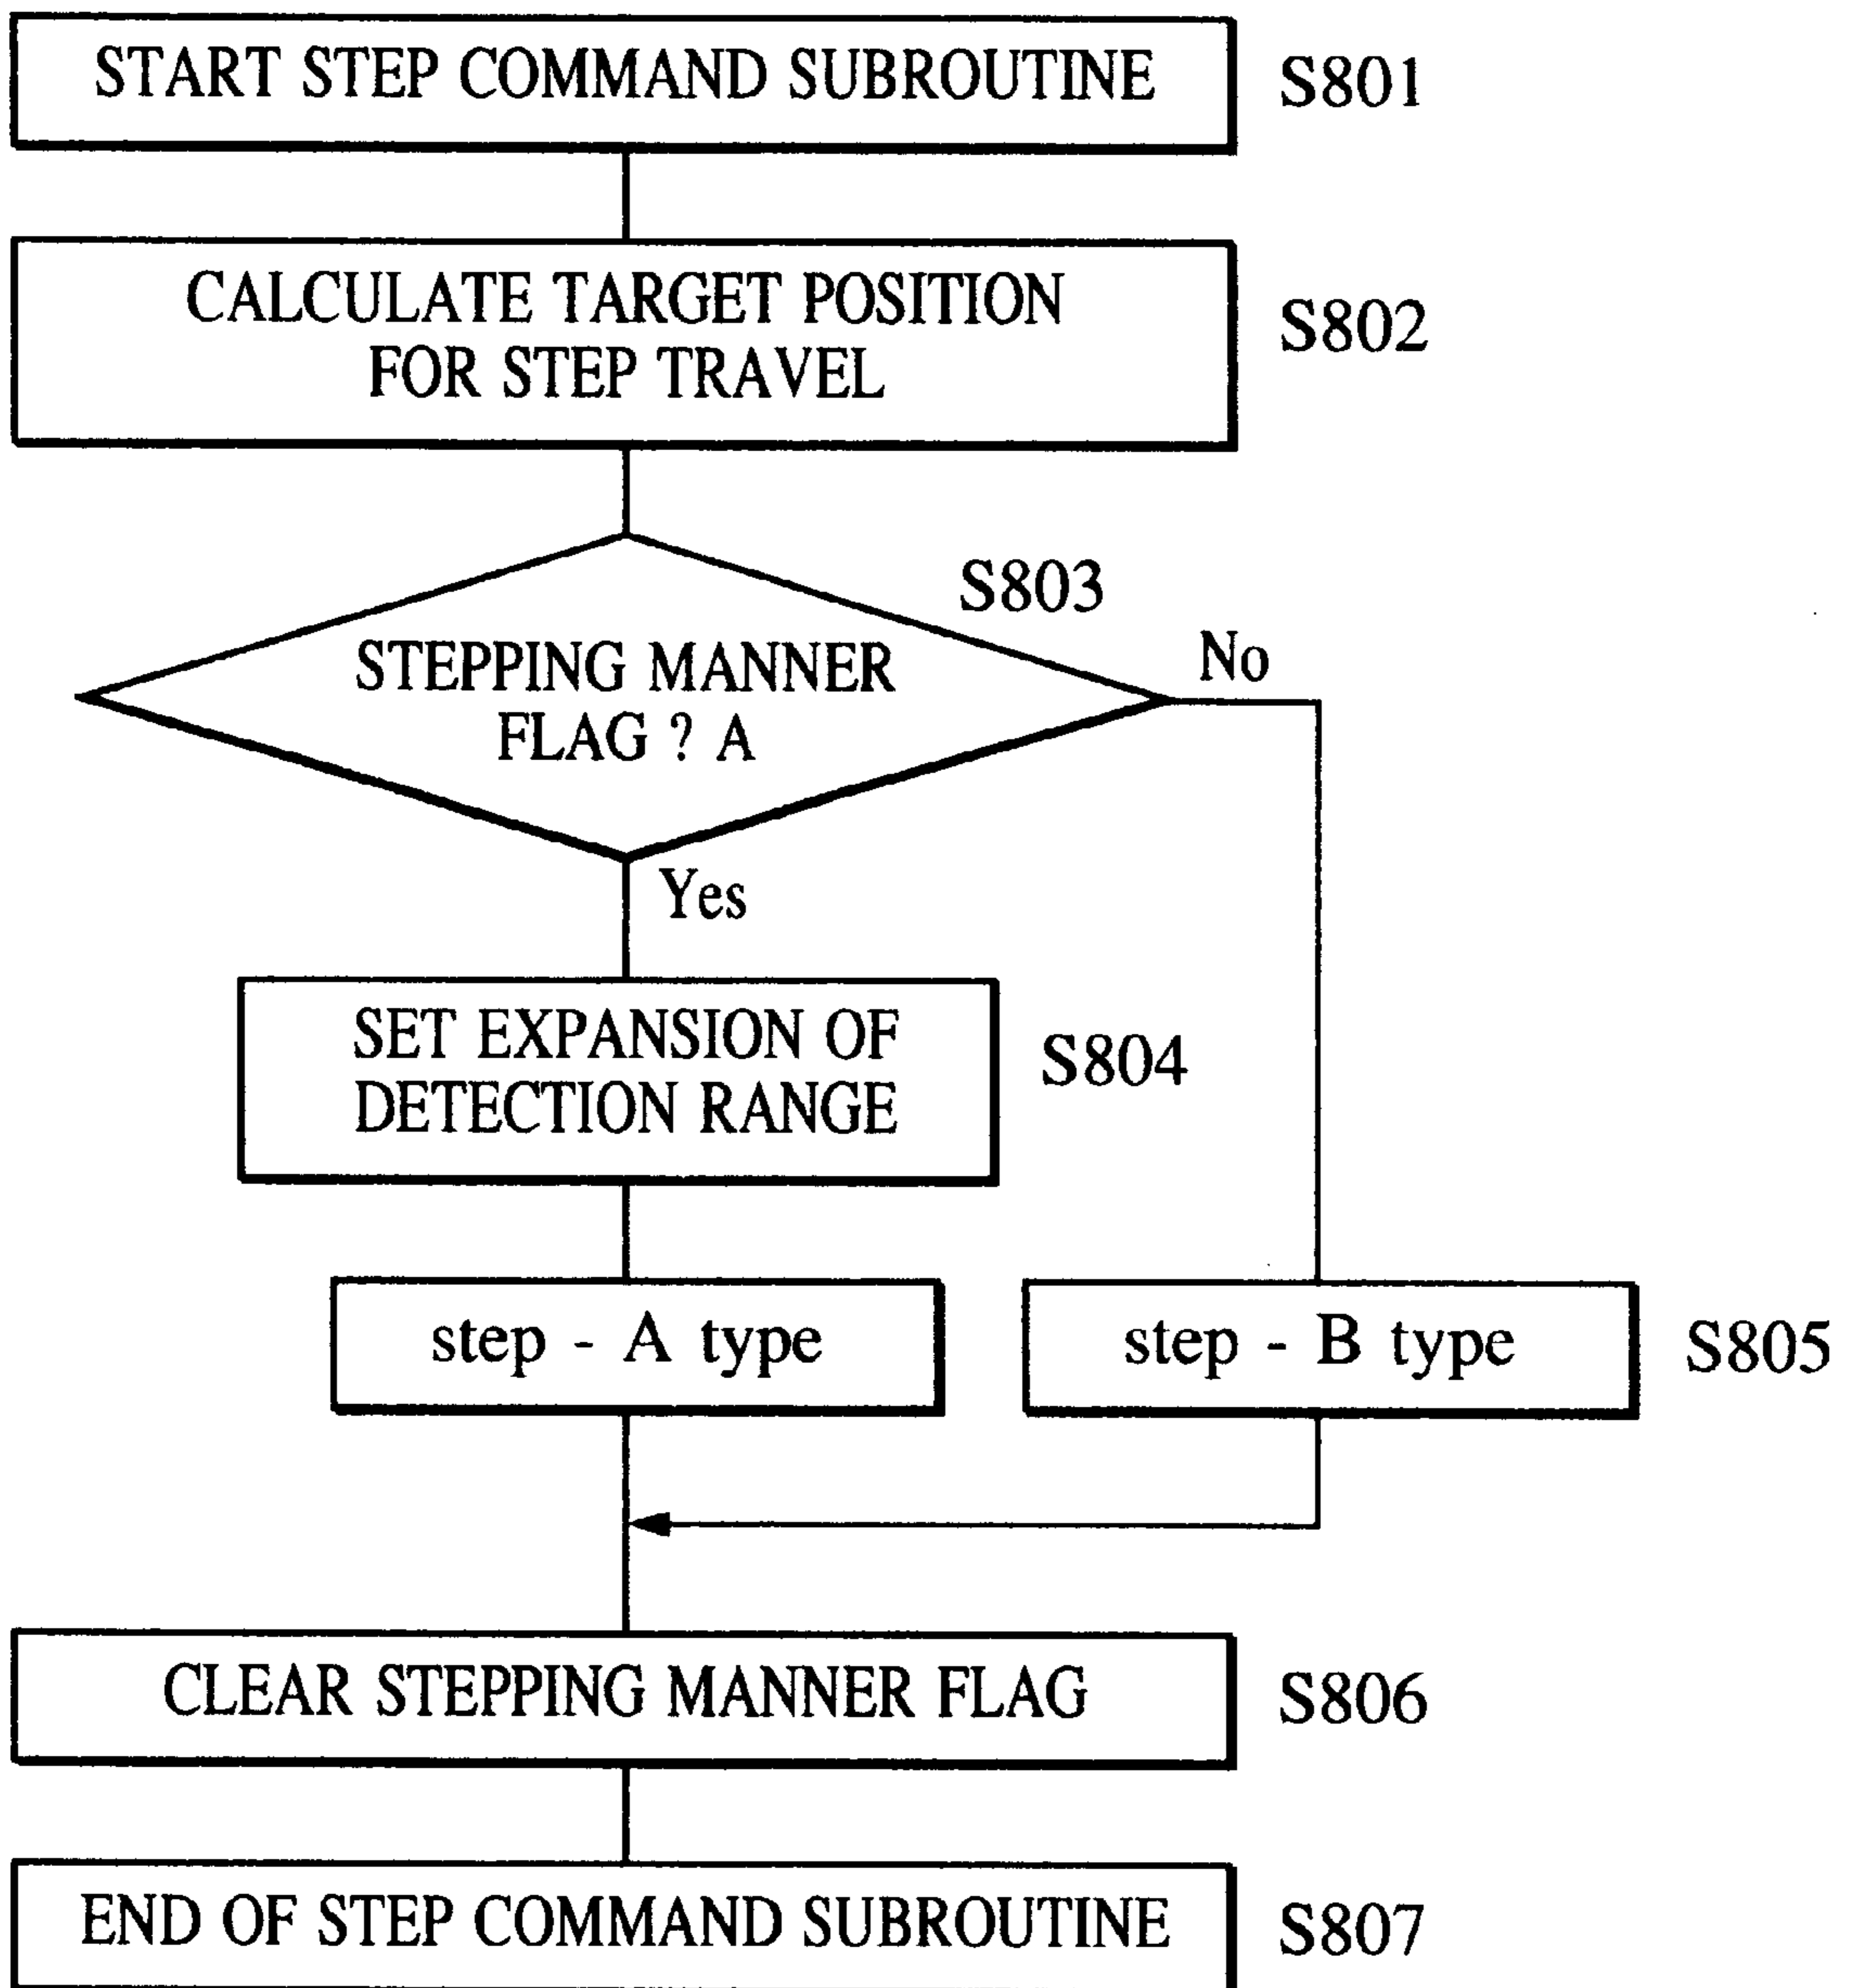 START STEP COMMAND SUBROUTINE
S801
CALCULATE TARGET POSITION
FOR STEP TRAVEL
S802
S803
STEPPING MANNER
FLAG ? A
No
Yes
SET EXPANSION OF
DETECTION RANGE
S804
step - A type
step - B type
S805
CLEAR STEPPING MANNER FLAG
S806
END OF STEP COMMAND SUBROUTINE
S807